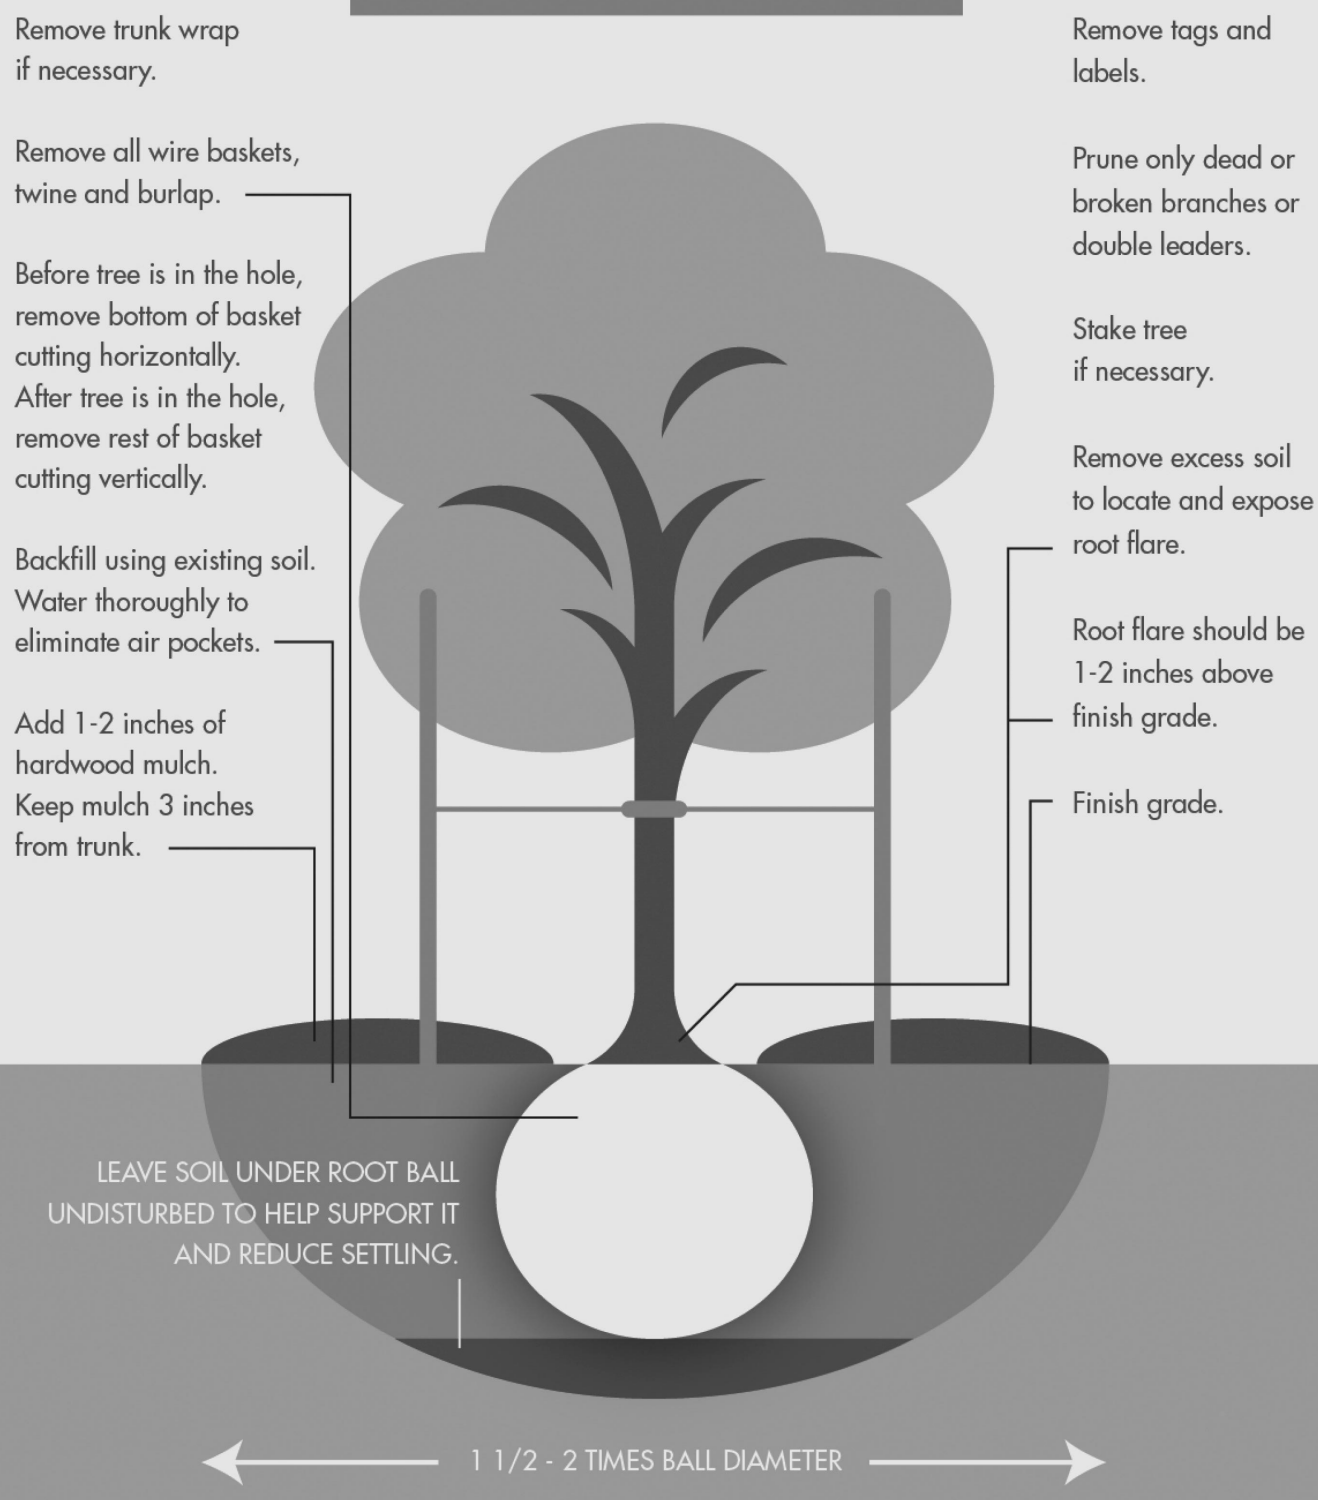 Remove trunk wrap
if necessary.
Remove all wire baskets,
twine and burlap.
Before tree is in the hole,
remove bottom of basket
cutting horizontally.
After tree is in the hole,
remove rest of basket
cutting vertically.
Backfill using existing soil.
Water thoroughly to
eliminate air pockets.
Add 1-2 inches of
hardwood mulch.
Keep mulch 3 inches
from trunk.
Remove tags and
labels.
Prune only dead or
broken branches or
double leaders.
Stake tree
if necessary.
Remove excess soil
to locate and expose
root flare.
Root flare should be
1-2 inches above
finish grade.
Finish grade.
LEAVE SOIL UNDER ROOT BALL
UNDISTURBED TO HELP SUPPORT IT
AND REDUCE SETTLING.
1 1/2 - 2 TIMES BALL DIAMETER